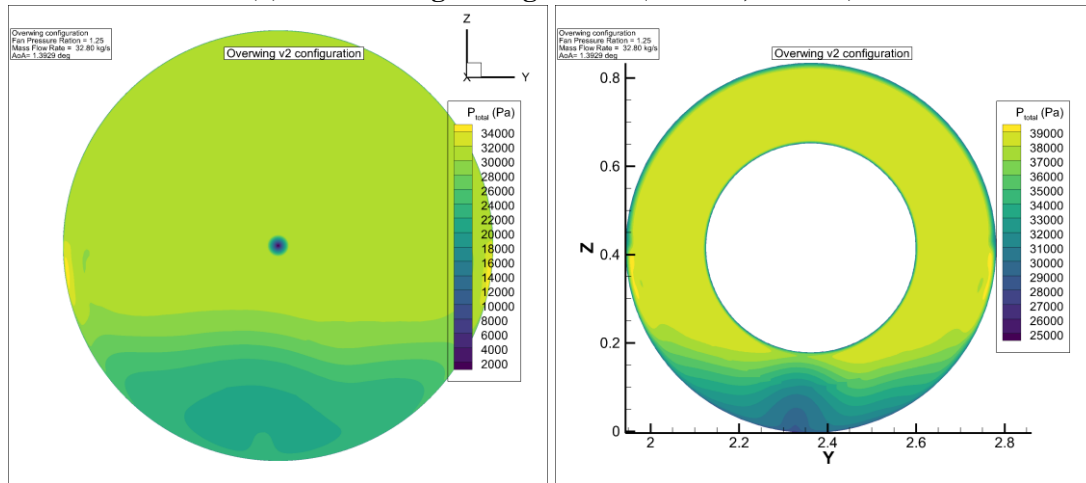 Overwing configuration
Fan Pressure Ration = 1.25
Mass Flow Rate = 32.80 kg/s
AoA= 1.3929 deg
Overwing v2 configuration
Z
X
Y
P total (Pa)
34000
32000
30000
28000
26000
24000
22000
20000
18000
16000
14000
12000
10000
8000
6000
4000
2000
Overwing configuration
Fan Pressure Ration = 1.25
Mass Flow Rate = 32.80 kg/s
AoA= 1.3929 deg
Overwing v2 configuration
P total (Pa)
39000
38000
37000
36000
35000
34000
34000
33000
32000
31000
30000
30000
29000
28000
27000
26000
25000
Z
0.8
0.6
0.4
0.2
0
2
2.2
2.4
2.6
2.8
Y